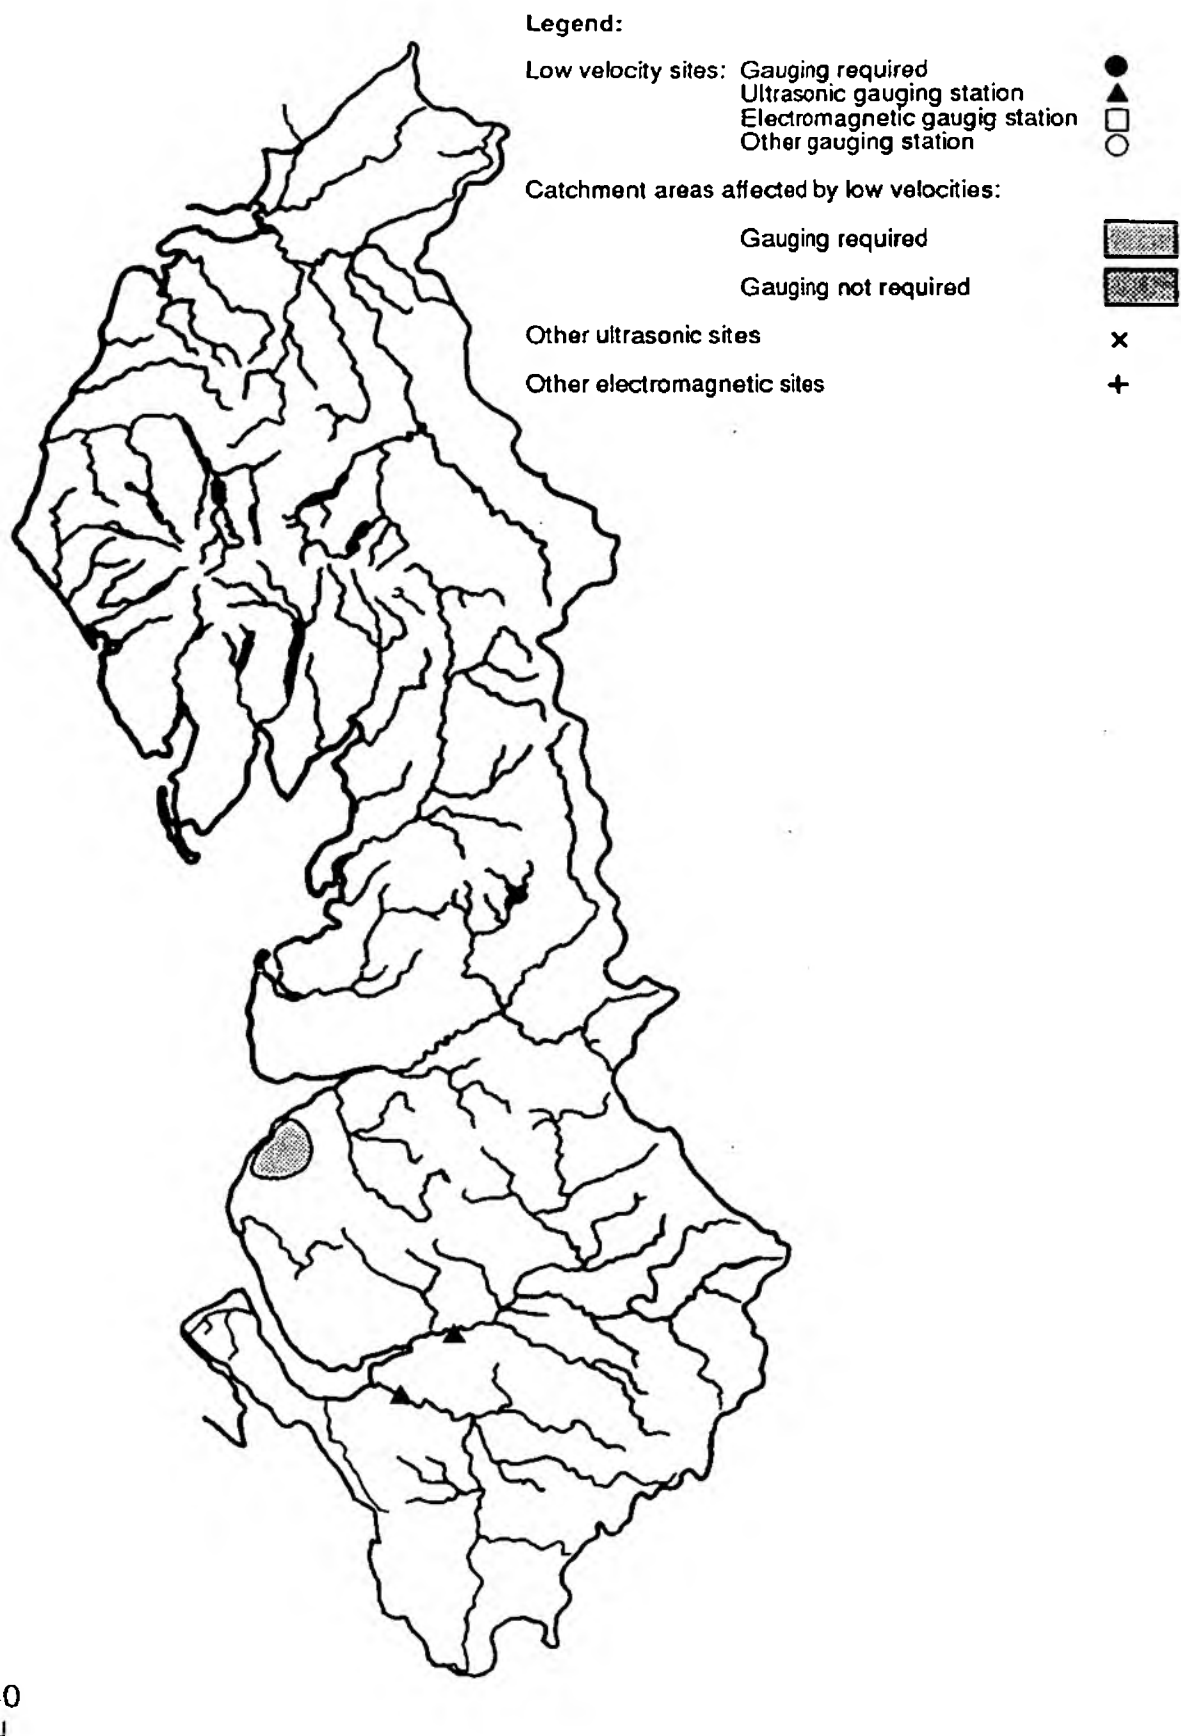 Legend:
Low velocity sites: Gauging required
Ultrasonic gauging station
Electromagnetic gaugig station
Other gauging station
Catchment areas affected by low velocities:
Gauging required
Gauging not required
Other ultrasonic sites
Other electromagnetic sites
0